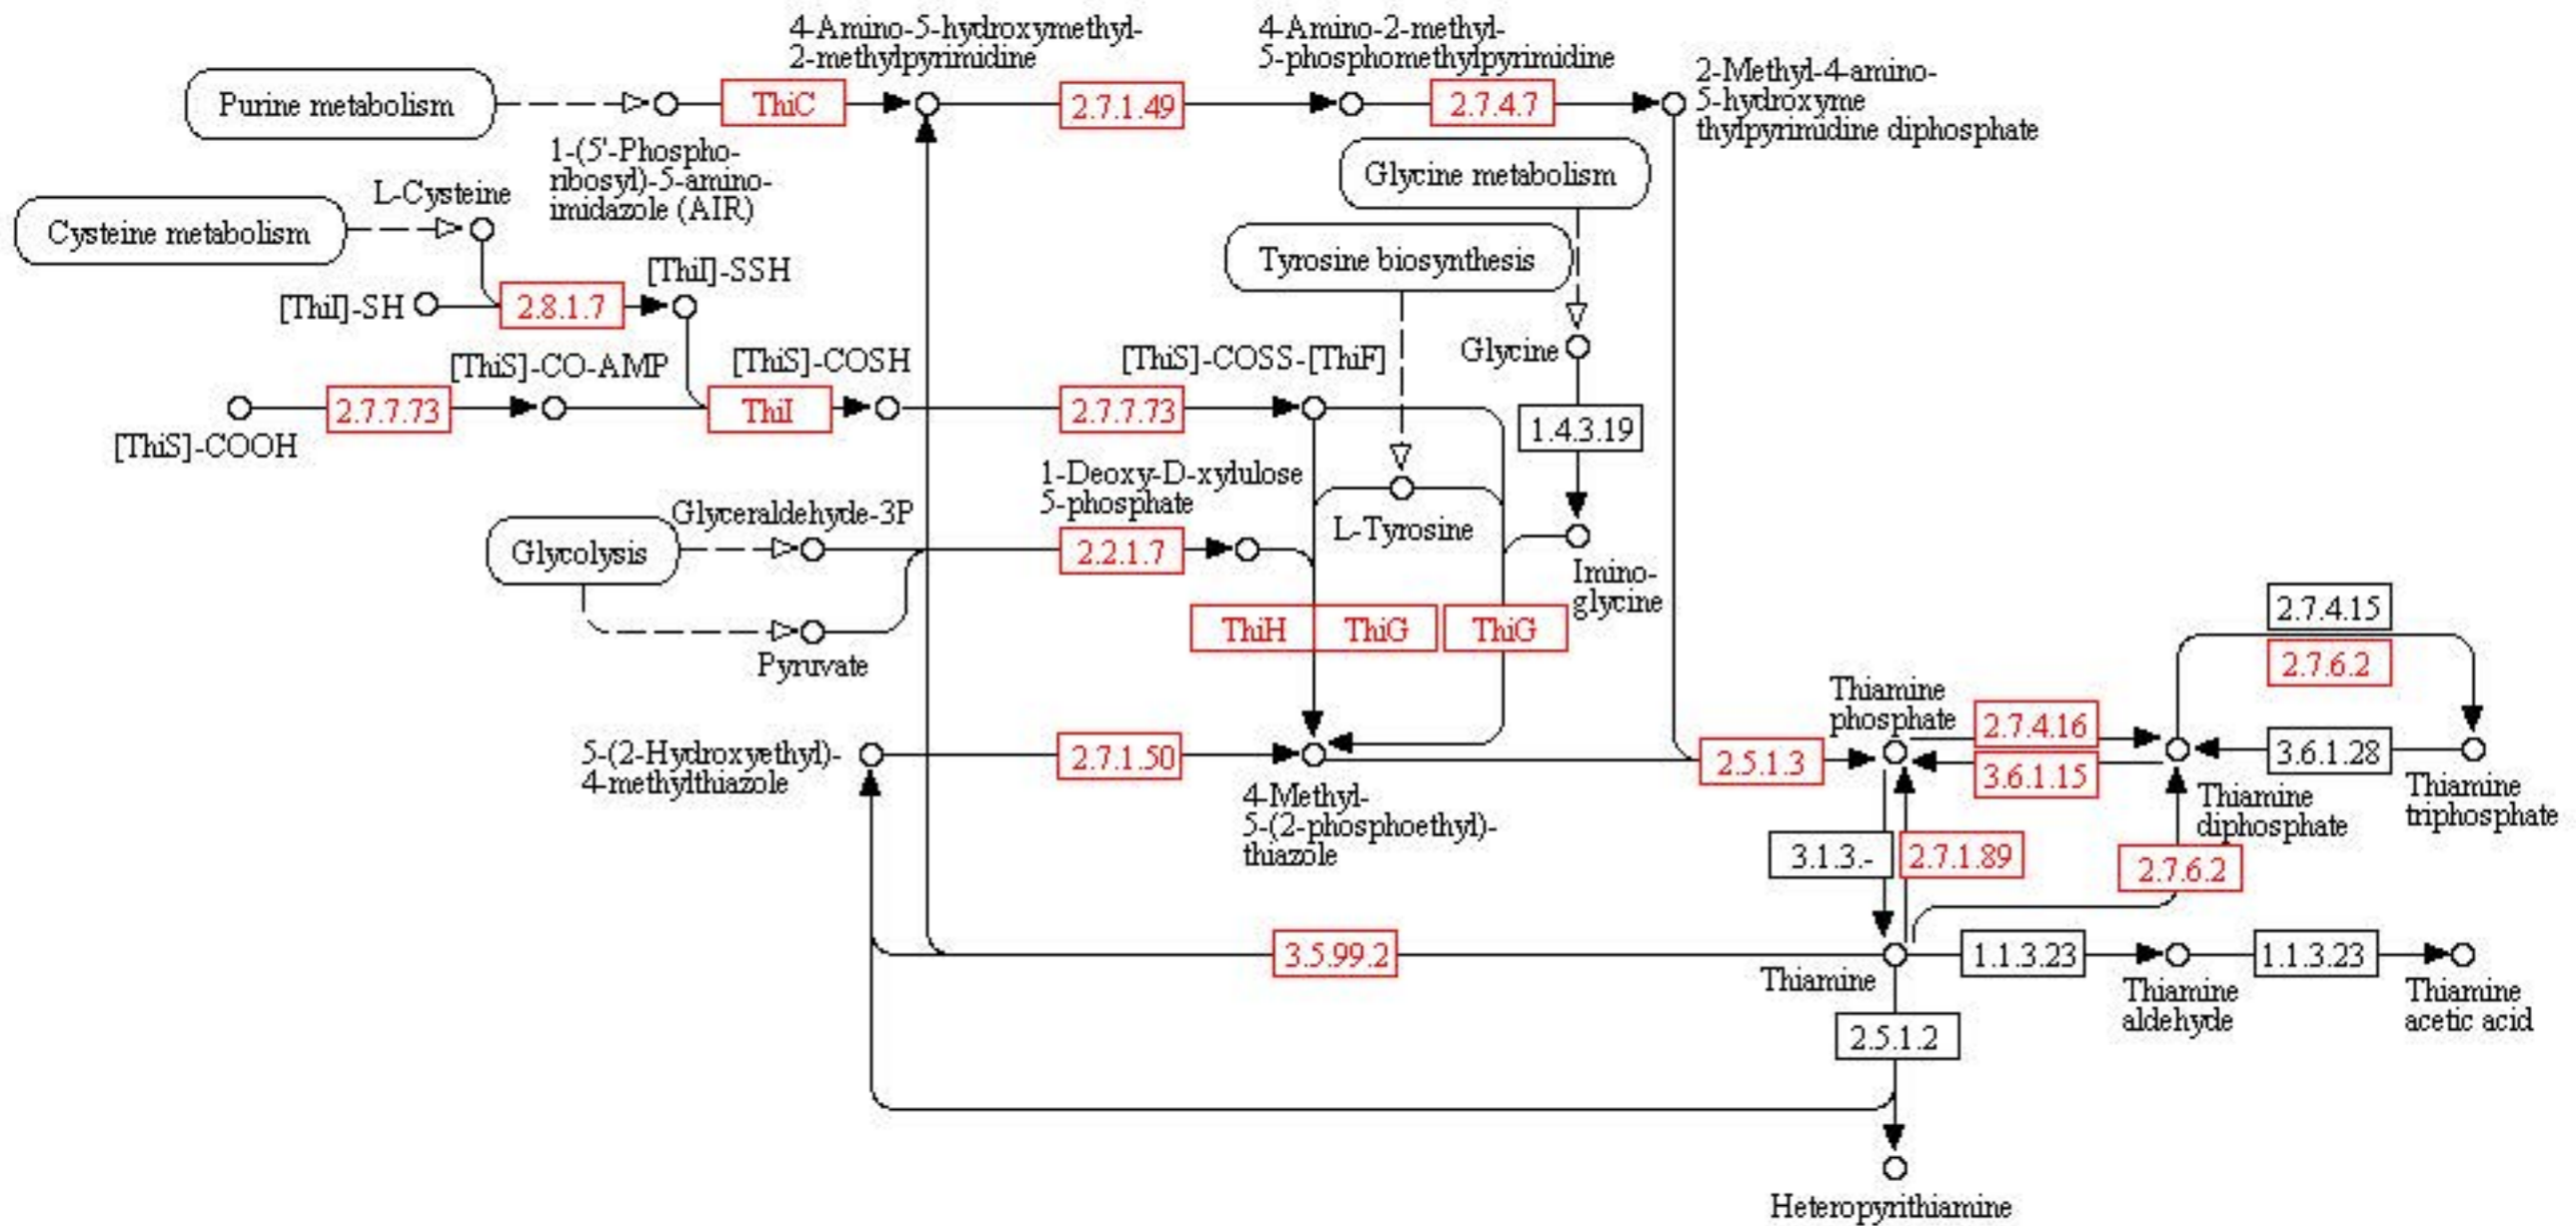 4-Amino-5-hydroxymethyl-
2-methylpyrimidine
4-Amino-2-methyl-
5-phosphomethylpyrimidine
2-Methyl-4-amino-
5-hydroxyme
thylpyrimidine diphosphate
Purine metabolism
ThiC
2.7.1.49
2.7.4.7
1-(5'-Phospho-
ribosyl)-5-amino-
imidazole (AIR)
Glycine metabolism
L-Cysteine
Cysteine metabolism
Tyrosine biosynthesis
[ThiI]-SSH
[ThiI]-SH
2.8.1.7
[ThiS]-CO-AMP
[ThiS]-COSH
[ThiS]-COSS-[ThiF]
Glycine
2.7.7.73
ThiI
2.7.7.73
1.4.3.19
[ThiS]-COOH
1-Deoxy-D-xylulose
5-phosphate
Glyceraldehyde-3P
L-Tyrosine
Glycolysis
2.2.1.7
Imino-
glycine
ThiH
ThiG
ThiG
Pyruvate
2.7.4.15
2.7.6.2
Thiamine
phosphate
2.7.4.16
5-(2-Hydroxyethyl)-
4-methylthiazole
2.7.1.50
2.5.1.3
3.6.1.15
3.6.1.28
4-Methyl-
5-(2-phosphoethyl)-
thiazole
Thiamine
diphosphate
Thiamine
triphosphate
3.1.3.-
2.7.1.89
2.7.6.2
3.5.99.2
1.1.3.23
1.1.3.23
Thiamine
Thiamine
aldehyde
Thiamine
acetic acid
2.5.1.2
Heteropyrithiamine